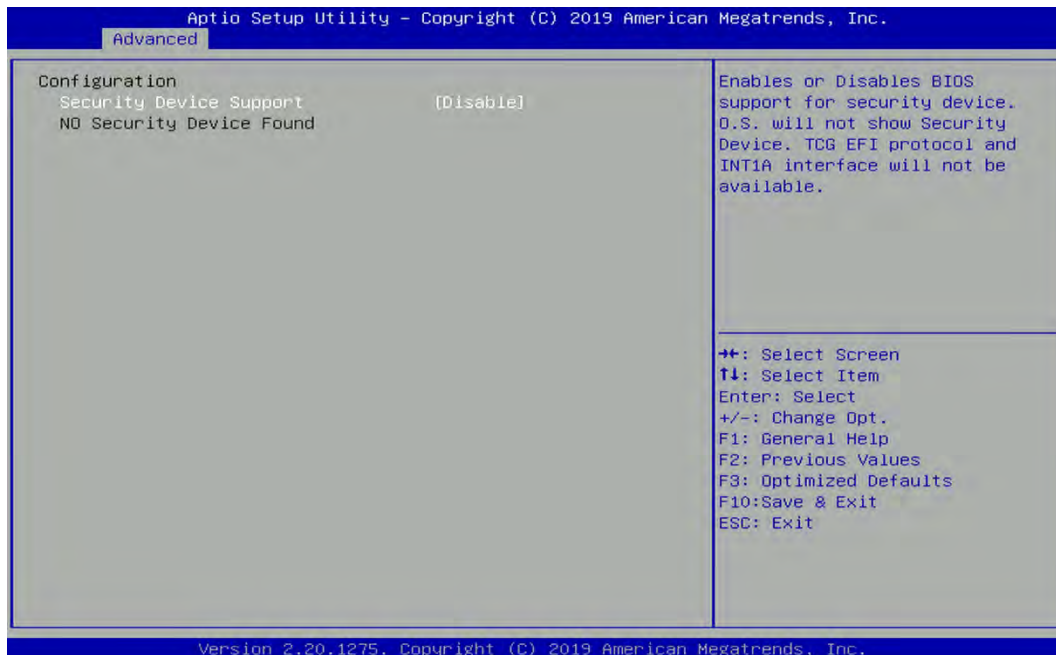 Aptio Setup Utility – Copyright (C) 2019 American Megatrends, Inc.
Advanced
Configuration
Security Device Support [Disable]
NO Security Device Found
Enables or Disables BIOS
support for security device.
O.S. will not show Security
Device. TCG EFI protocol and
INT1A interface will not be
available.
→←: Select Screen
↑↓: Select Item
Enter: Select
+/-: Change Opt.
F1: General Help
F2: Previous Values
F3: Optimized Defaults
F10:Save & Exit
ESC: Exit
Version 2.20.1275. Copyright (C) 2019 American Megatrends, Inc.